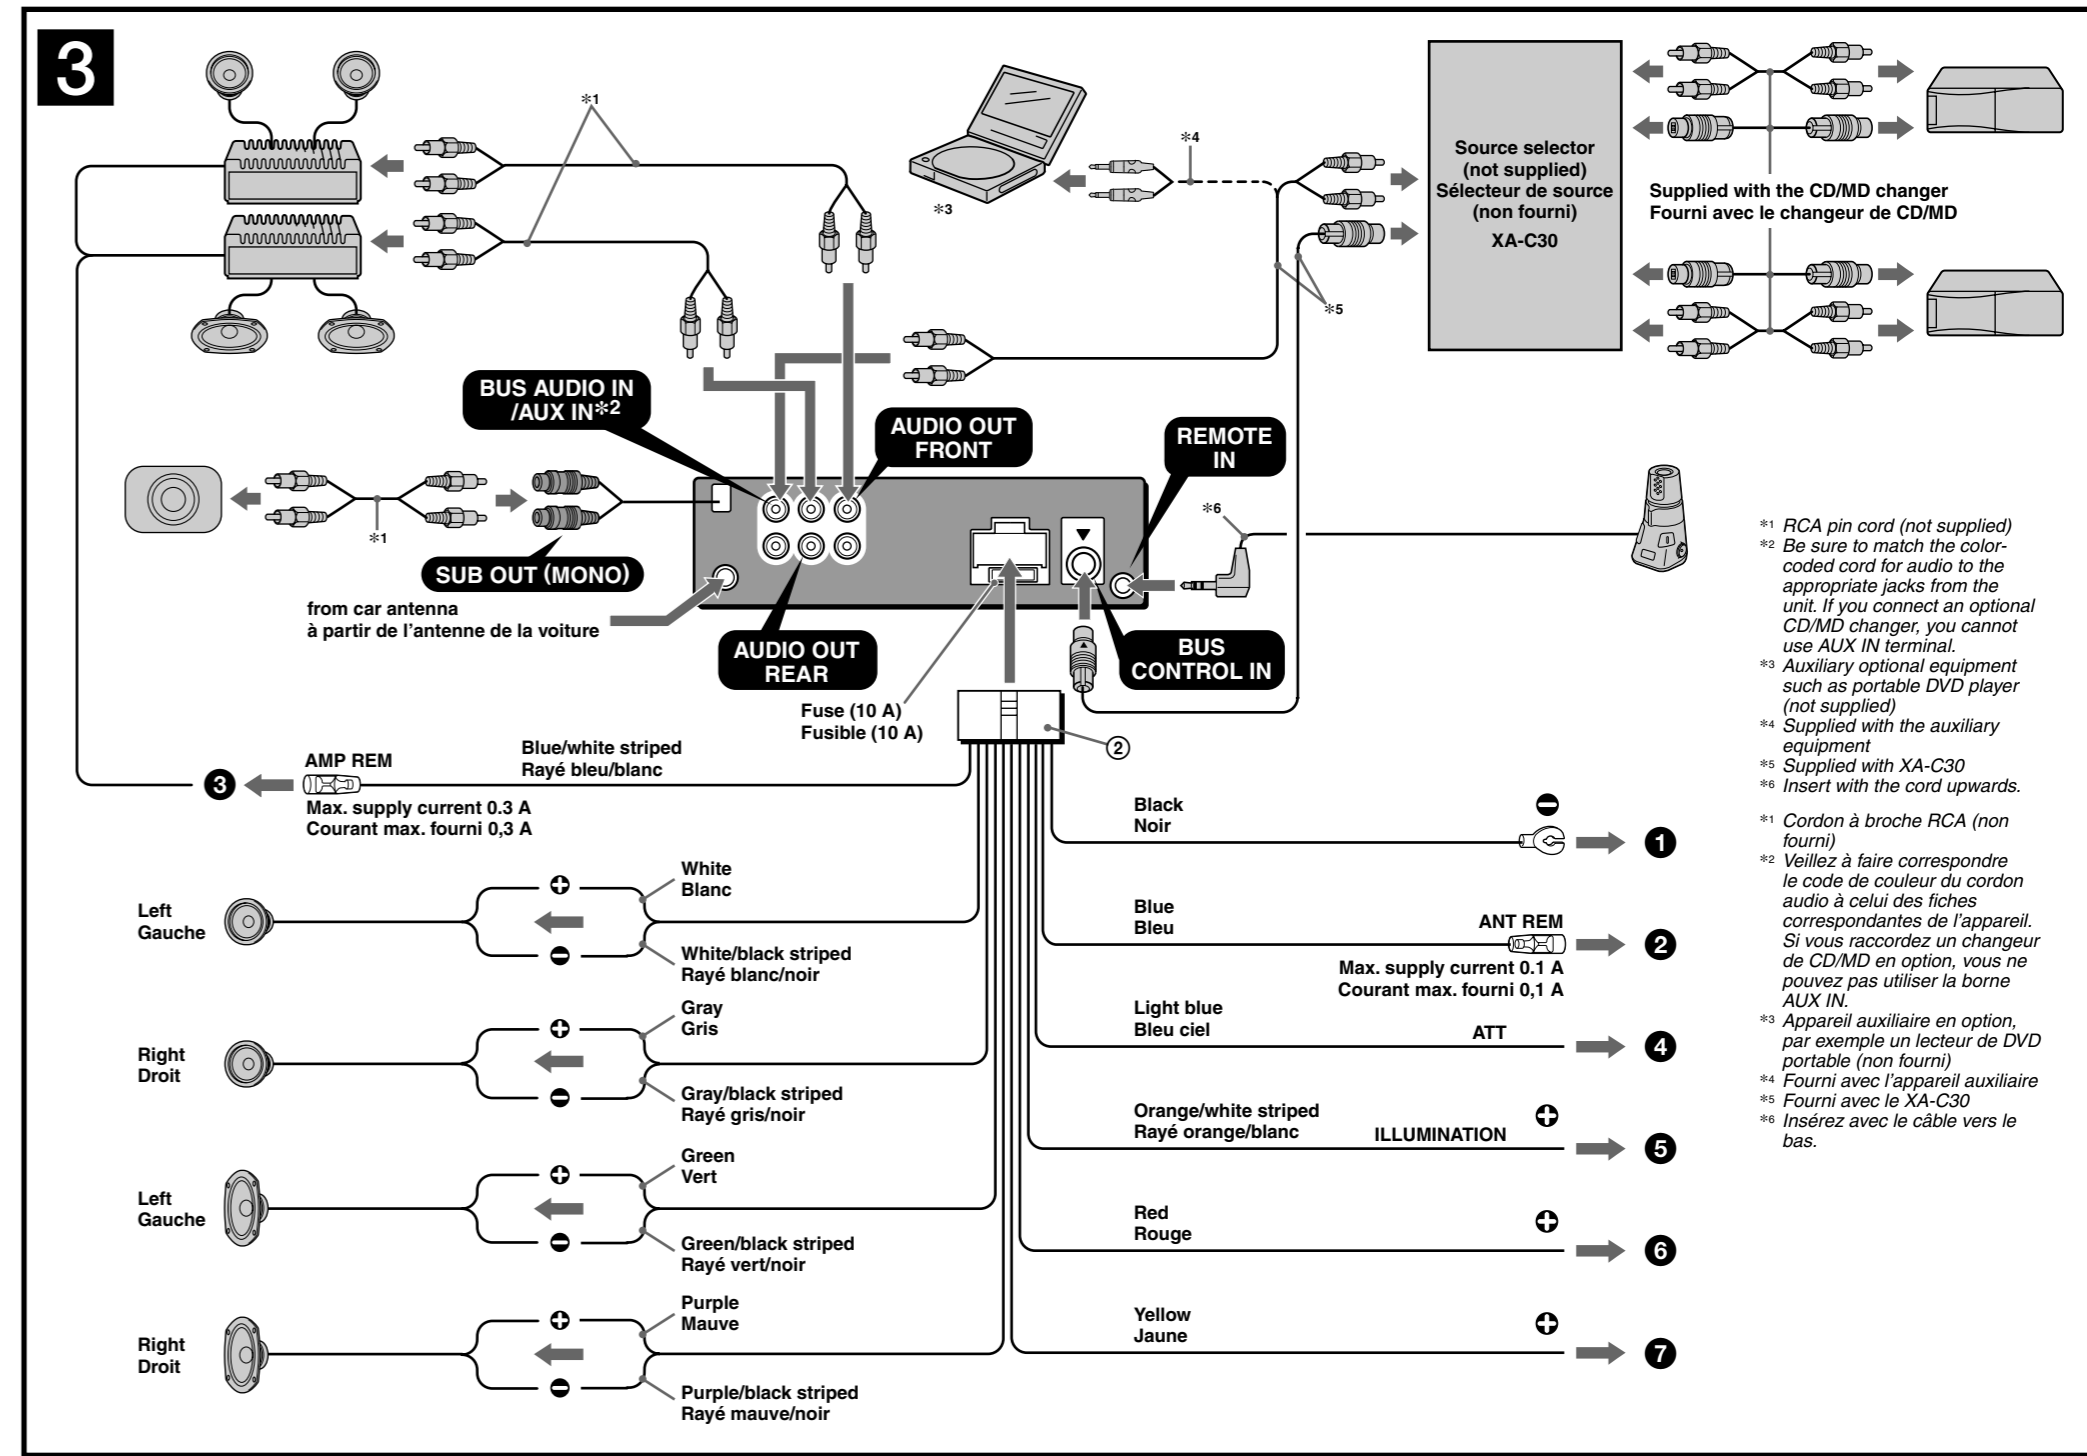 3
*1
*4
*3
*5
Source selector
(not supplied)
Sélecteur de source
(non fourni)
XA-C30
Supplied with the CD/MD changer
Fourni avec le changeur de CD/MD
BUS AUDIO IN
/AUX IN*2
AUDIO OUT
FRONT
REMOTE
IN
*6
*1
SUB OUT (MONO)
from car antenna
à partir de l'antenne de la voiture
AUDIO OUT
REAR
BUS
CONTROL IN
Fuse (10 A)
Fusible (10 A)
②
❸
AMP REM
Blue/white striped
Rayé bleu/blanc
Max. supply current 0.3 A
Courant max. fourni 0,3 A
Left
Gauche
+
White
Blanc
−
White/black striped
Rayé blanc/noir
Right
Droit
+
Gray
Gris
−
Gray/black striped
Rayé gris/noir
Left
Gauche
+
Green
Vert
−
Green/black striped
Rayé vert/noir
Right
Droit
+
Purple
Mauve
−
Purple/black striped
Rayé mauve/noir
Black
Noir
−
❶
Blue
Bleu
ANT REM
❷
Max. supply current 0.1 A
Courant max. fourni 0,1 A
Light blue
Bleu ciel
ATT
❹
Orange/white striped
Rayé orange/blanc
ILLUMINATION
+
❺
Red
Rouge
+
❻
Yellow
Jaune
+
❼
*1 RCA pin cord (not supplied)
*2 Be sure to match the color-
coded cord for audio to the
appropriate jacks from the
unit. If you connect an optional
CD/MD changer, you cannot
use AUX IN terminal.
*3 Auxiliary optional equipment
such as portable DVD player
(not supplied)
*4 Supplied with the auxiliary
equipment
*5 Supplied with XA-C30
*6 Insert with the cord upwards.
*1 Cordon à broche RCA (non
fourni)
*2 Veillez à faire correspondre
le code de couleur du cordon
audio à celui des fiches
correspondantes de l'appareil.
Si vous raccordez un changeur
de CD/MD en option, vous ne
pouvez pas utiliser la borne
AUX IN.
*3 Appareil auxiliaire en option,
par exemple un lecteur de DVD
portable (non fourni)
*4 Fourni avec l'appareil auxiliaire
*5 Fourni avec le XA-C30
*6 Insérez avec le câble vers le
bas.